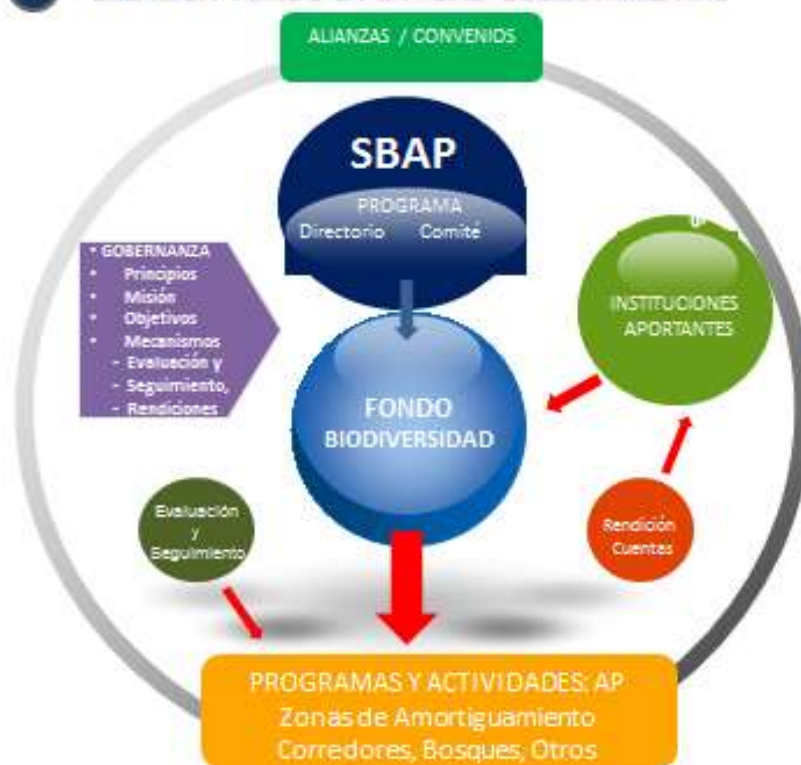 ALIANZAS / CONVENIOS
SBAP
PROGRAMA
Directorio Comité
• GOBERNANZA
• Principios
• Misión
• Objetivos
• Mecanismos
- Evaluación y
- Seguimiento,
- Rendiciones
INSTITUCIONES
APORTANTES
FONDO
BIODIVERSIDAD
Evaluación
y
Seguimiento
Rendición
Cuentas
PROGRAMAS Y ACTIVIDADES: AP
Zonas de Amortiguamiento
Corredores, Bosques, Otros